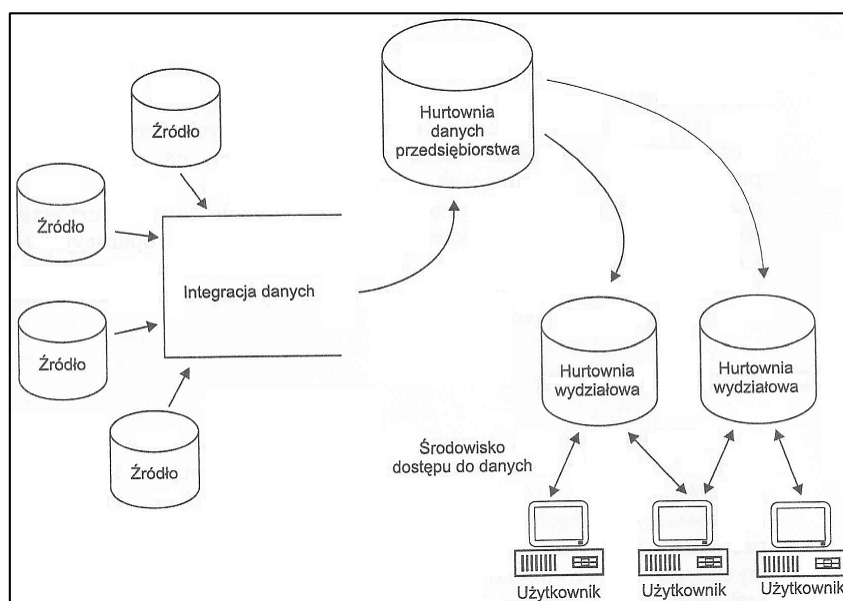 Źródło
Źródło
Źródło
Źródło
Integracja danych
Hurtownia
danych
przedsiębiorstwa
Hurtownia
wydziałowa
Hurtownia
wydziałowa
Środowisko
dostępu do danych
Użytkownik
Użytkownik
Użytkownik